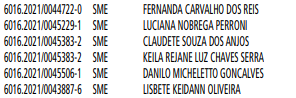 6016.2021/0044722-0 SME FERNANDA CARVALHO DOS REIS
6016.2021/0045229-1 SME LUCIANA NOBREGA PERRONI
6016.2021/0045383-2 SME CLAUDETE SOUZA DOS ANJOS
6016.2021/0045383-2 SME KEILA REJANE LUZ CHAVES SERRA
6016.2021/0045506-1 SME DANILO MICHELETTO GONCALVES
6016.2021/0043887-6 SME LISBETE KEIDANN OLIVEIRA